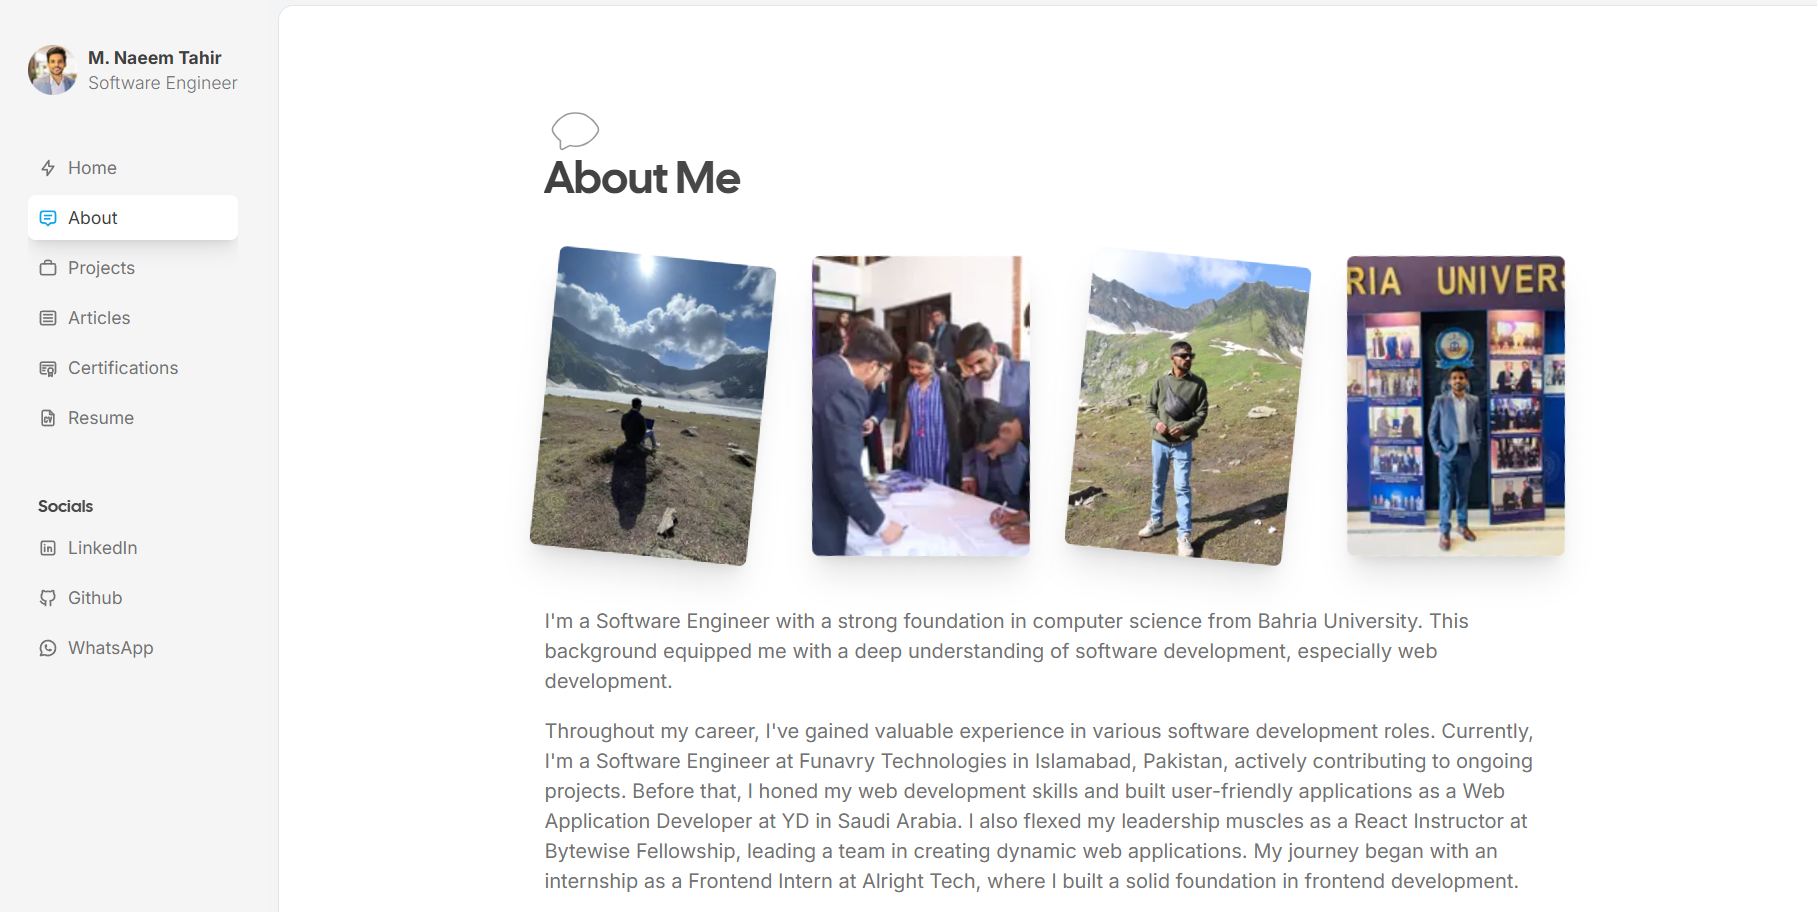 M. Naeem Tahir
Software Engineer
Home
About
Projects
Articles
Certifications
Resume
Socials
LinkedIn
Github
WhatsApp
About Me
RIA UNIVERS
I'm a Software Engineer with a strong foundation in computer science from Bahria University. This
background equipped me with a deep understanding of software development, especially web
development.
Throughout my career, I've gained valuable experience in various software development roles. Currently,
I'm a Software Engineer at Funavry Technologies in Islamabad, Pakistan, actively contributing to ongoing
projects. Before that, I honed my web development skills and built user-friendly applications as a Web
Application Developer at YD in Saudi Arabia. I also flexed my leadership muscles as a React Instructor at
Bytewise Fellowship, leading a team in creating dynamic web applications. My journey began with an
internship as a Frontend Intern at Alright Tech, where I built a solid foundation in frontend development.